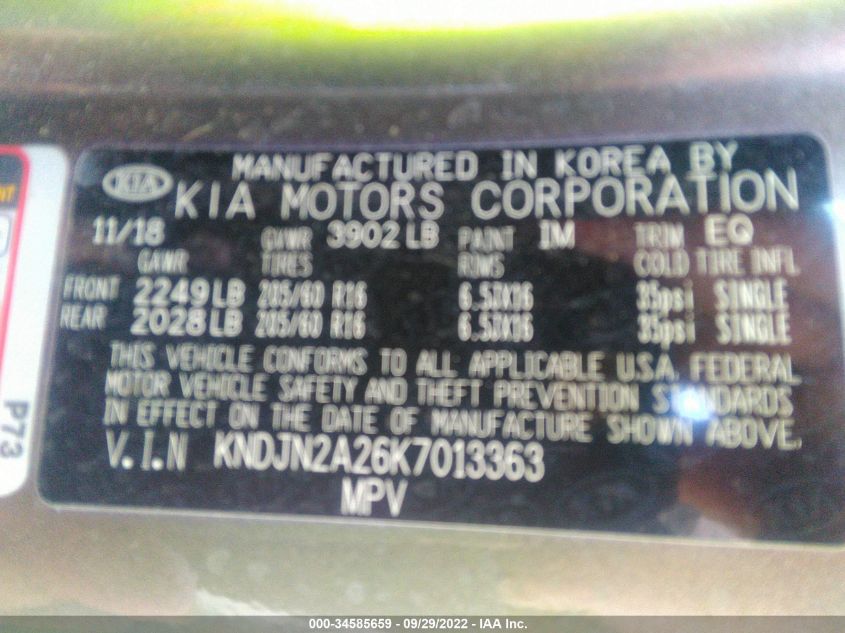 MANUFACTURED IN KOREA BY
KIA KIA MOTORS CORPORATION
11/18 GVWR 3902 LB PAINT IM TRIM EQ
GAWR TIRES RIMS COLD TIRE INFL
FRONT 2249 LB 205/60 R16 6.5JX16 35psi SINGLE
REAR 2028 LB 205/60 R16 6.5JX16 35psi SINGLE
THIS VEHICLE CONFORMS TO ALL APPLICABLE U.S.A. FEDERAL
MOTOR VEHICLE SAFETY AND THEFT PREVENTION STANDARDS
IN EFFECT ON THE DATE OF MANUFACTURE SHOWN ABOVE.
V.I.N KNDJN2A26K7013363
MPV
P73
000-34585659 - 09/29/2022 - IAA Inc.